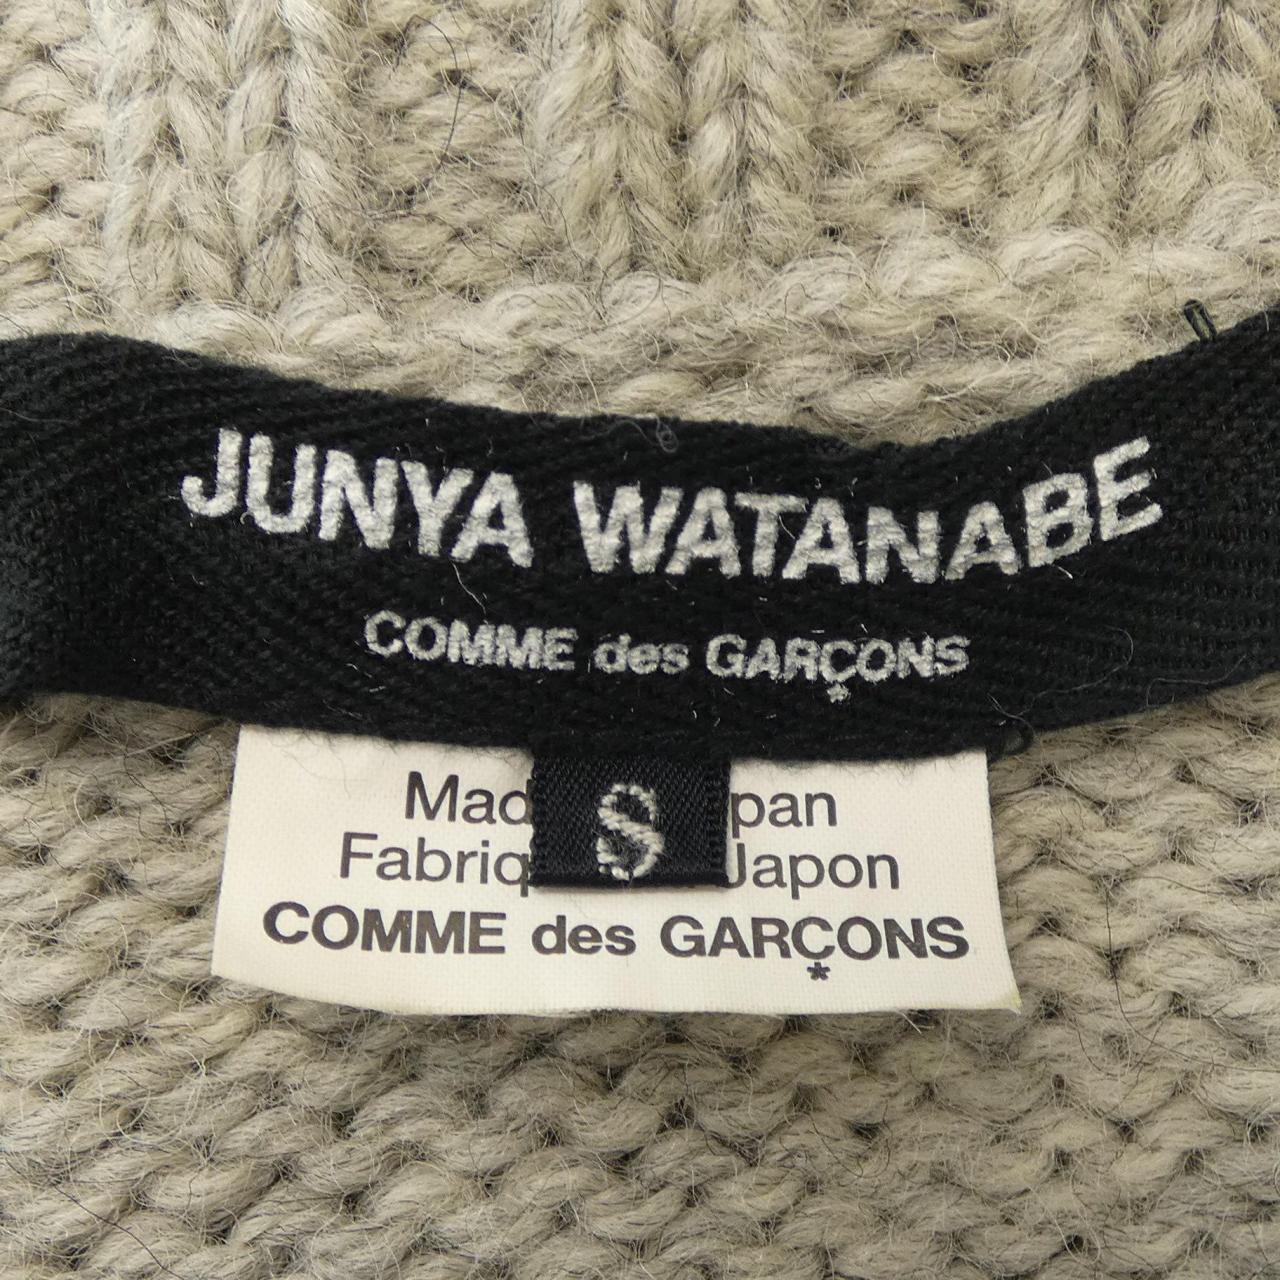 JUNYA WATANABE
COMME des GARÇONS
S
Mad pan
Fabriq Japon
COMME des GARÇONS